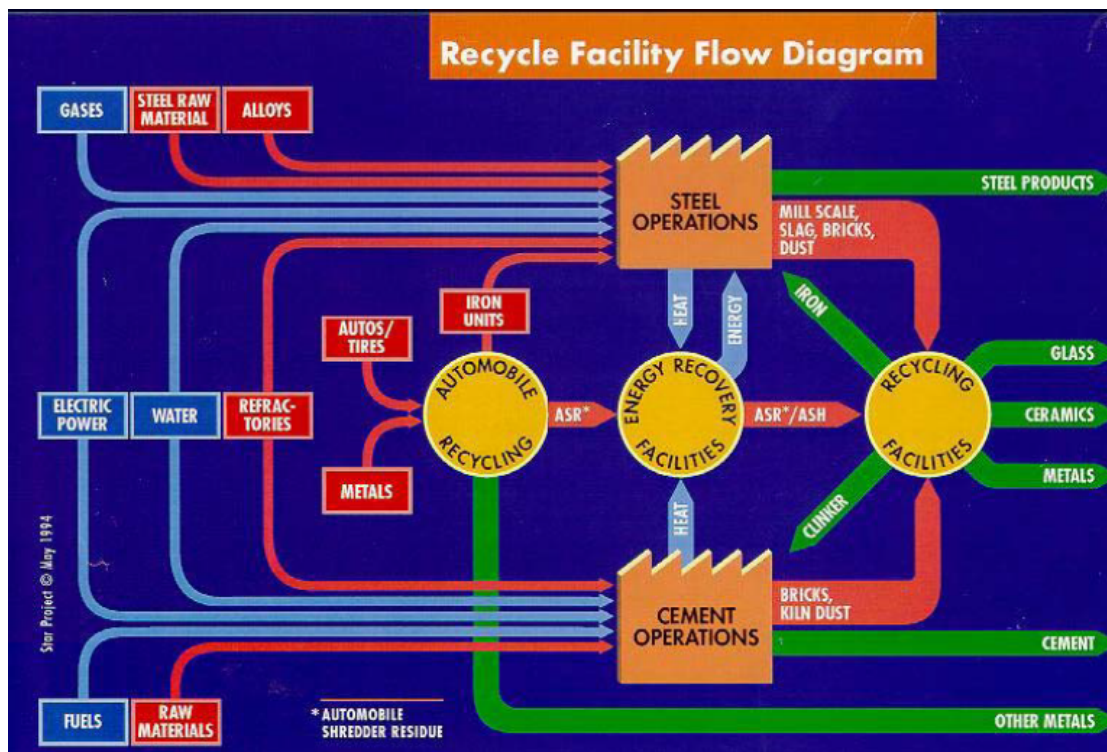 Recycle Facility Flow Diagram
GASES
STEEL RAW
MATERIAL
ALLOYS
STEEL
OPERATIONS
STEEL PRODUCTS
MILL SCALE,
SLAG, BRICKS,
DUST
IRON
UNITS
HEAT
ENERGY
IRON
AUTOS/
TIRES
GLASS
ELECTRIC
POWER
WATER
REFRAC-
TORIES
AUTOMOBILE
RECYCLING
ASR*
ENERGY RECOVERY
FACILITIES
ASR*/ASH
RECYCLING
FACILITIES
CERAMICS
METALS
METALS
HEAT
CLINKER
Star Project © May 1994
CEMENT
OPERATIONS
BRICKS,
KILN DUST
CEMENT
FUELS
RAW
MATERIALS
* AUTOMOBILE
SHREDDER RESIDUE
OTHER METALS